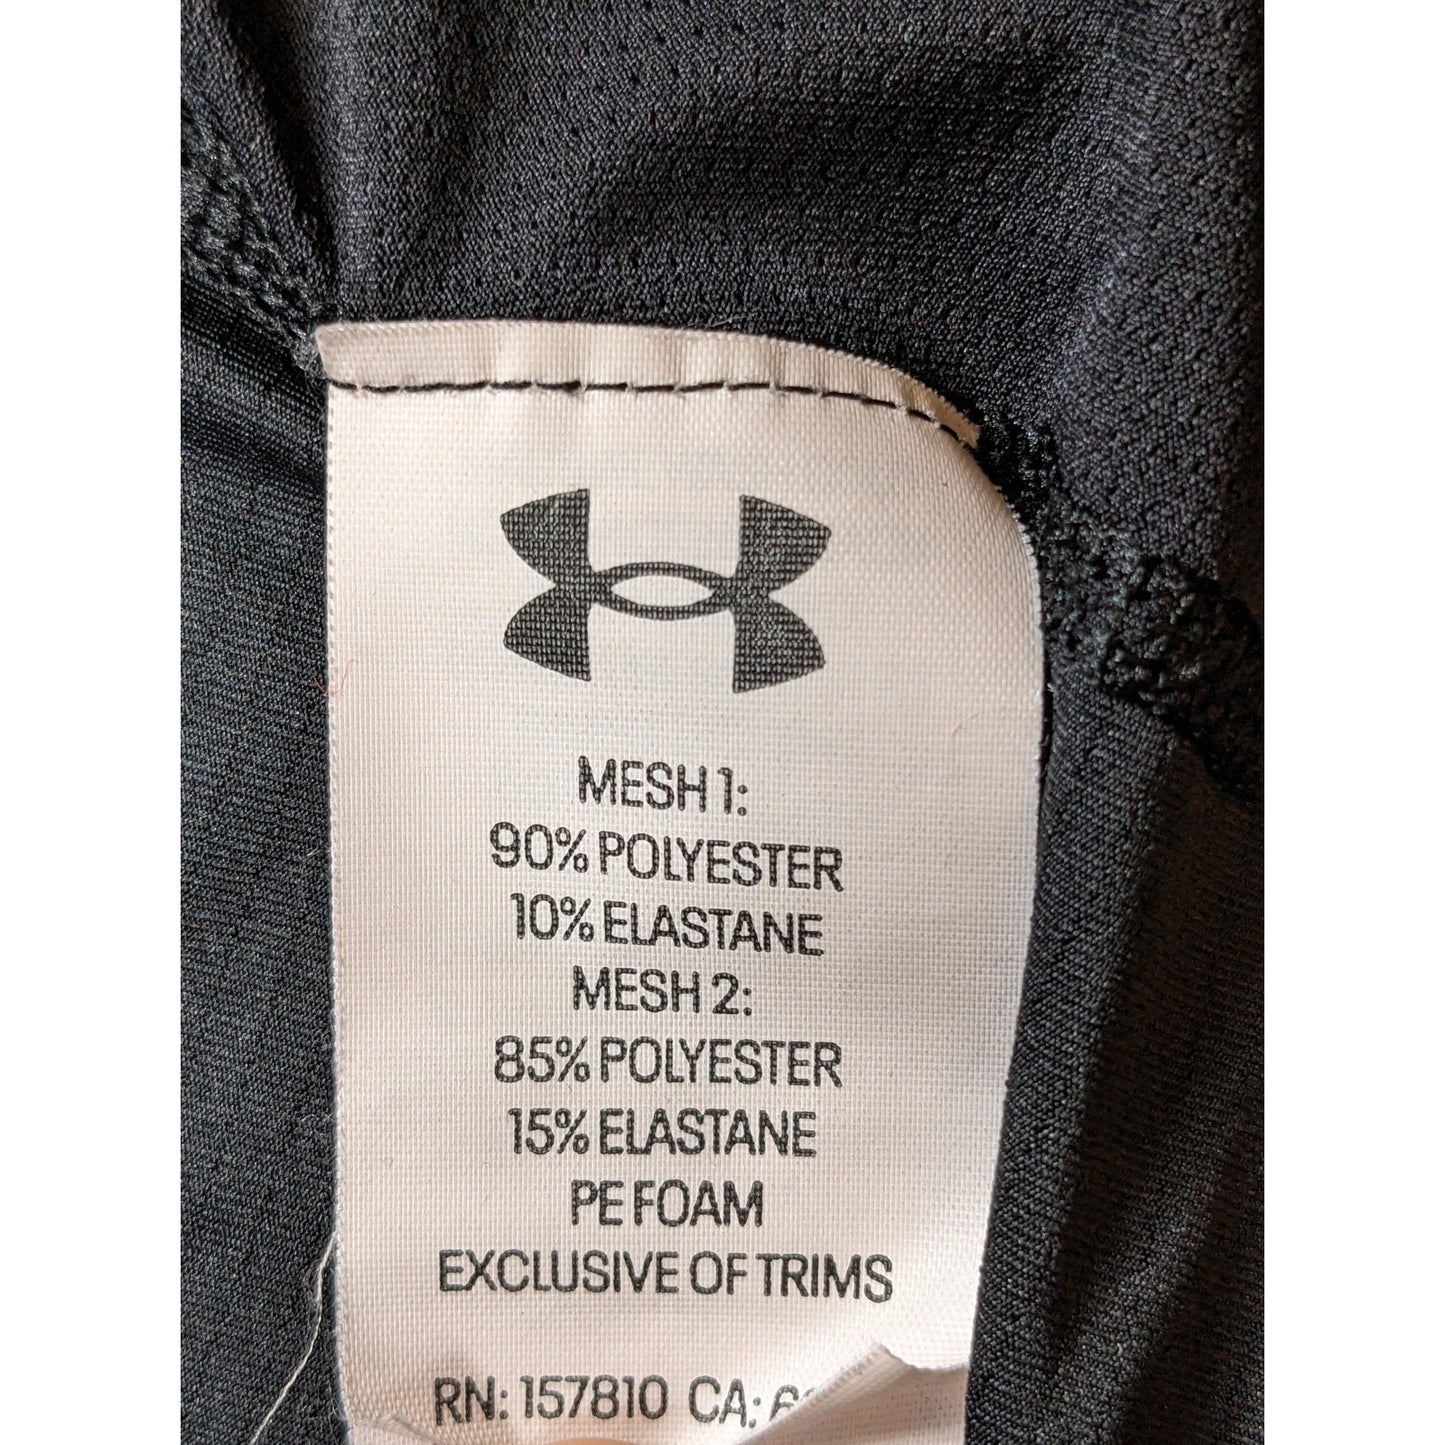 MESH 1:
90% POLYESTER
10% ELASTANE
MESH 2:
85% POLYESTER
15% ELASTANE
PE FOAM
EXCLUSIVE OF TRIMS
RN: 157810 CA: